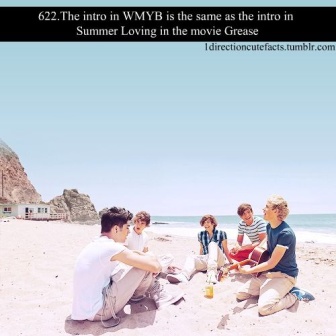 622.The intro in WMYB is the same as the intro in
Summer Loving in the movie Grease
1directioncutefacts.tumblr.com